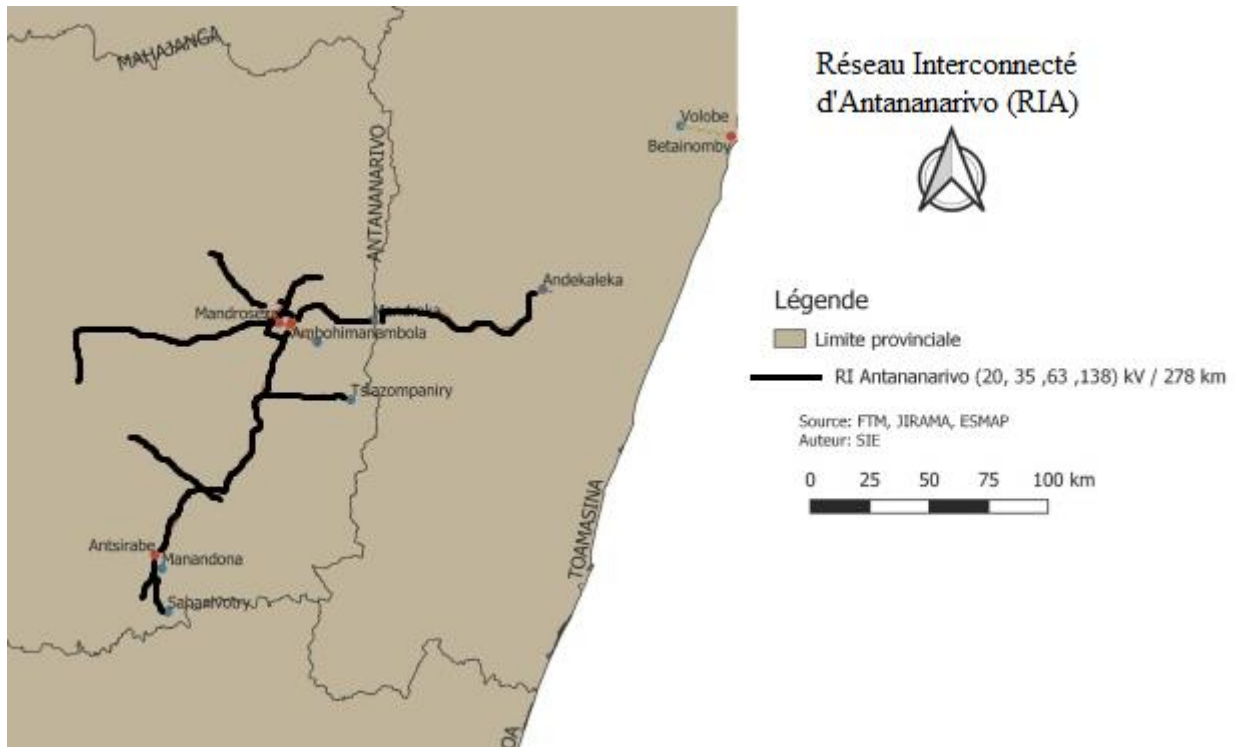 MAHAJANGA
ANTANANARIVO
Volobe
Betainomby
Andekaleka
Mandroseza
Mandraka
Ambohimanambola
Tsiazompaniry
Antsirabe
Manandona
Sahanivotry
TOAMASINA
Réseau Interconnecté
d'Antananarivo (RIA)
Légende
Limite provinciale
RI Antananarivo (20, 35 ,63 ,138) kV / 278 km
Source: FTM, JIRAMA, ESMAP
Auteur: SIE
0 25 50 75 100 km